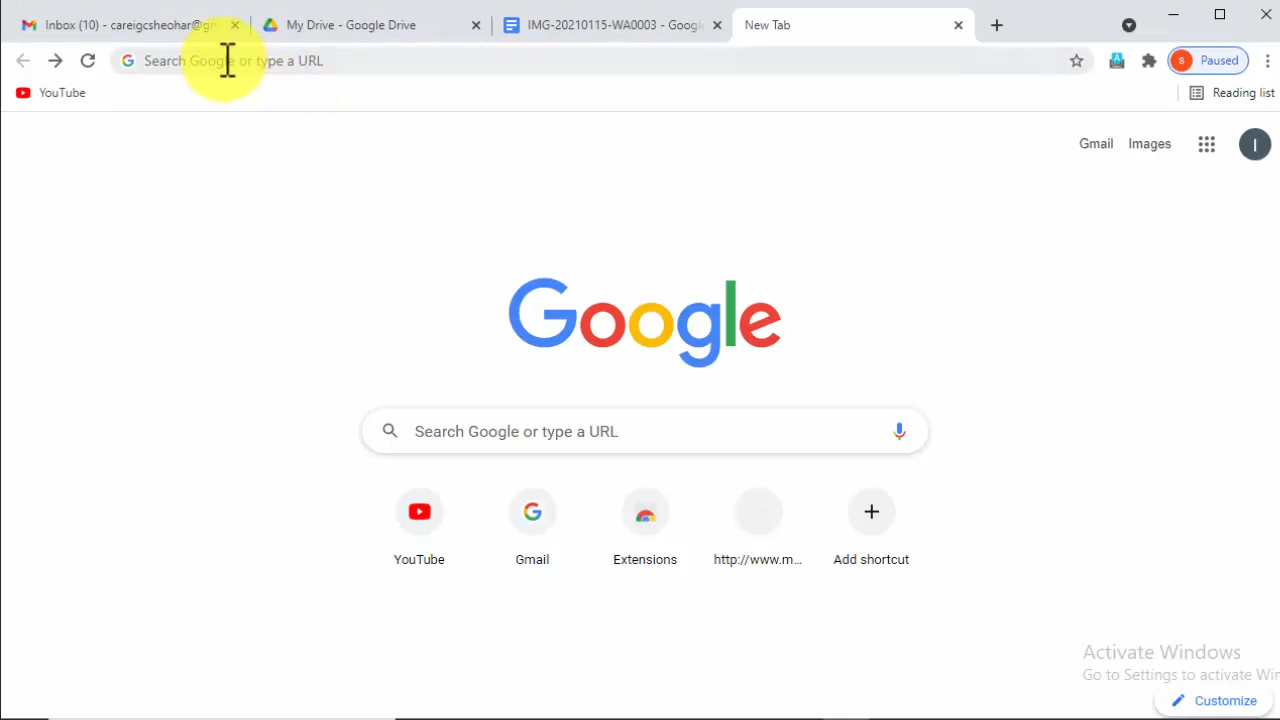 Inbox (10) - careigcsheohar@gm
My Drive - Google Drive
IMG-20210115-WA0003 - Googl
New Tab
Search Google or type a URL
S
Paused
YouTube
Reading list
Gmail
Images
I
Google
Search Google or type a URL
YouTube
Gmail
Extensions
http://www.m...
Add shortcut
Activate Windows
Go to Settings to activate Win
Customize